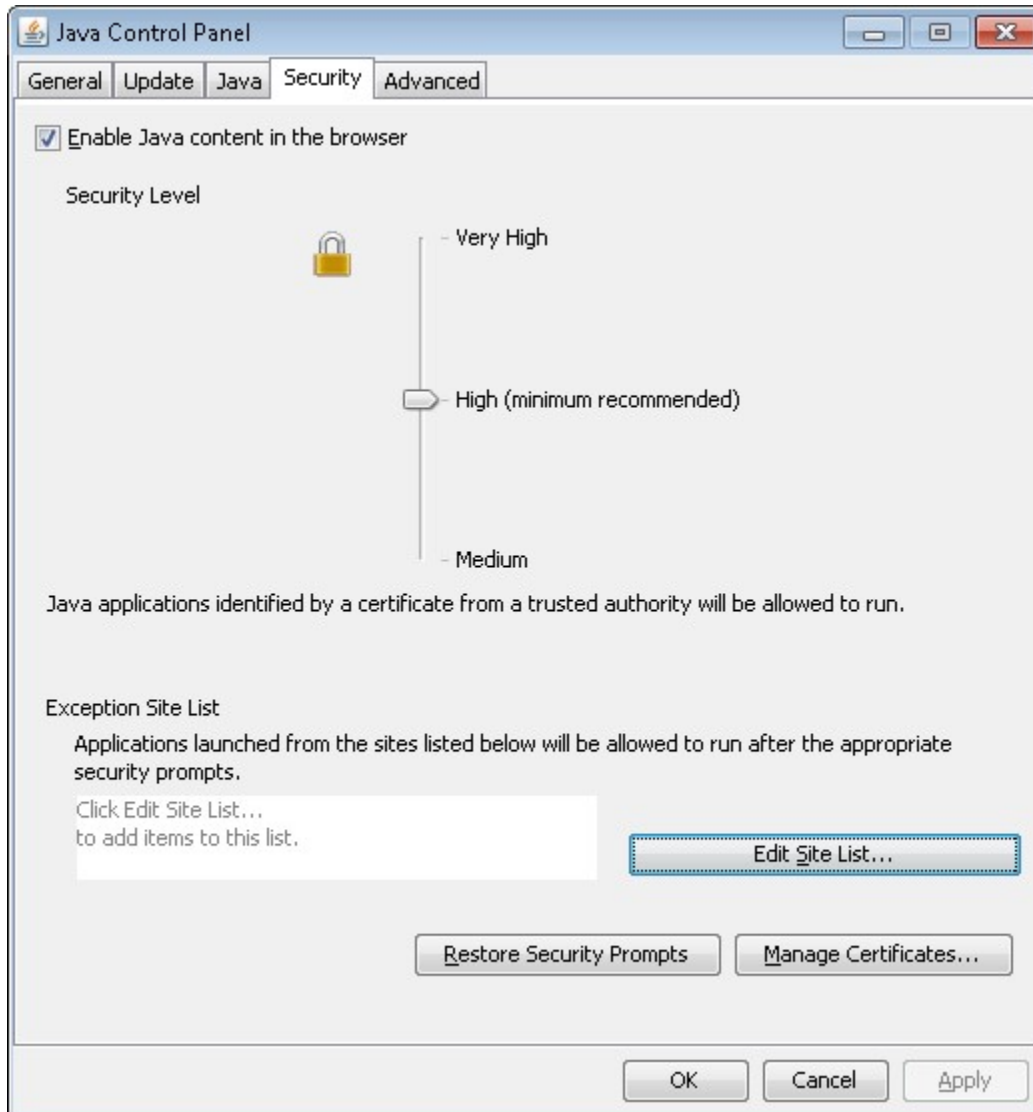 Java Control Panel
General Update Java Security Advanced
Enable Java content in the browser
Security Level
Very High
High (minimum recommended)
Medium
Java applications identified by a certificate from a trusted authority will be allowed to run.
Exception Site List
Applications launched from the sites listed below will be allowed to run after the appropriate
security prompts.
Click Edit Site List...
to add items to this list.
Edit Site List...
Restore Security Prompts Manage Certificates...
OK Cancel Apply